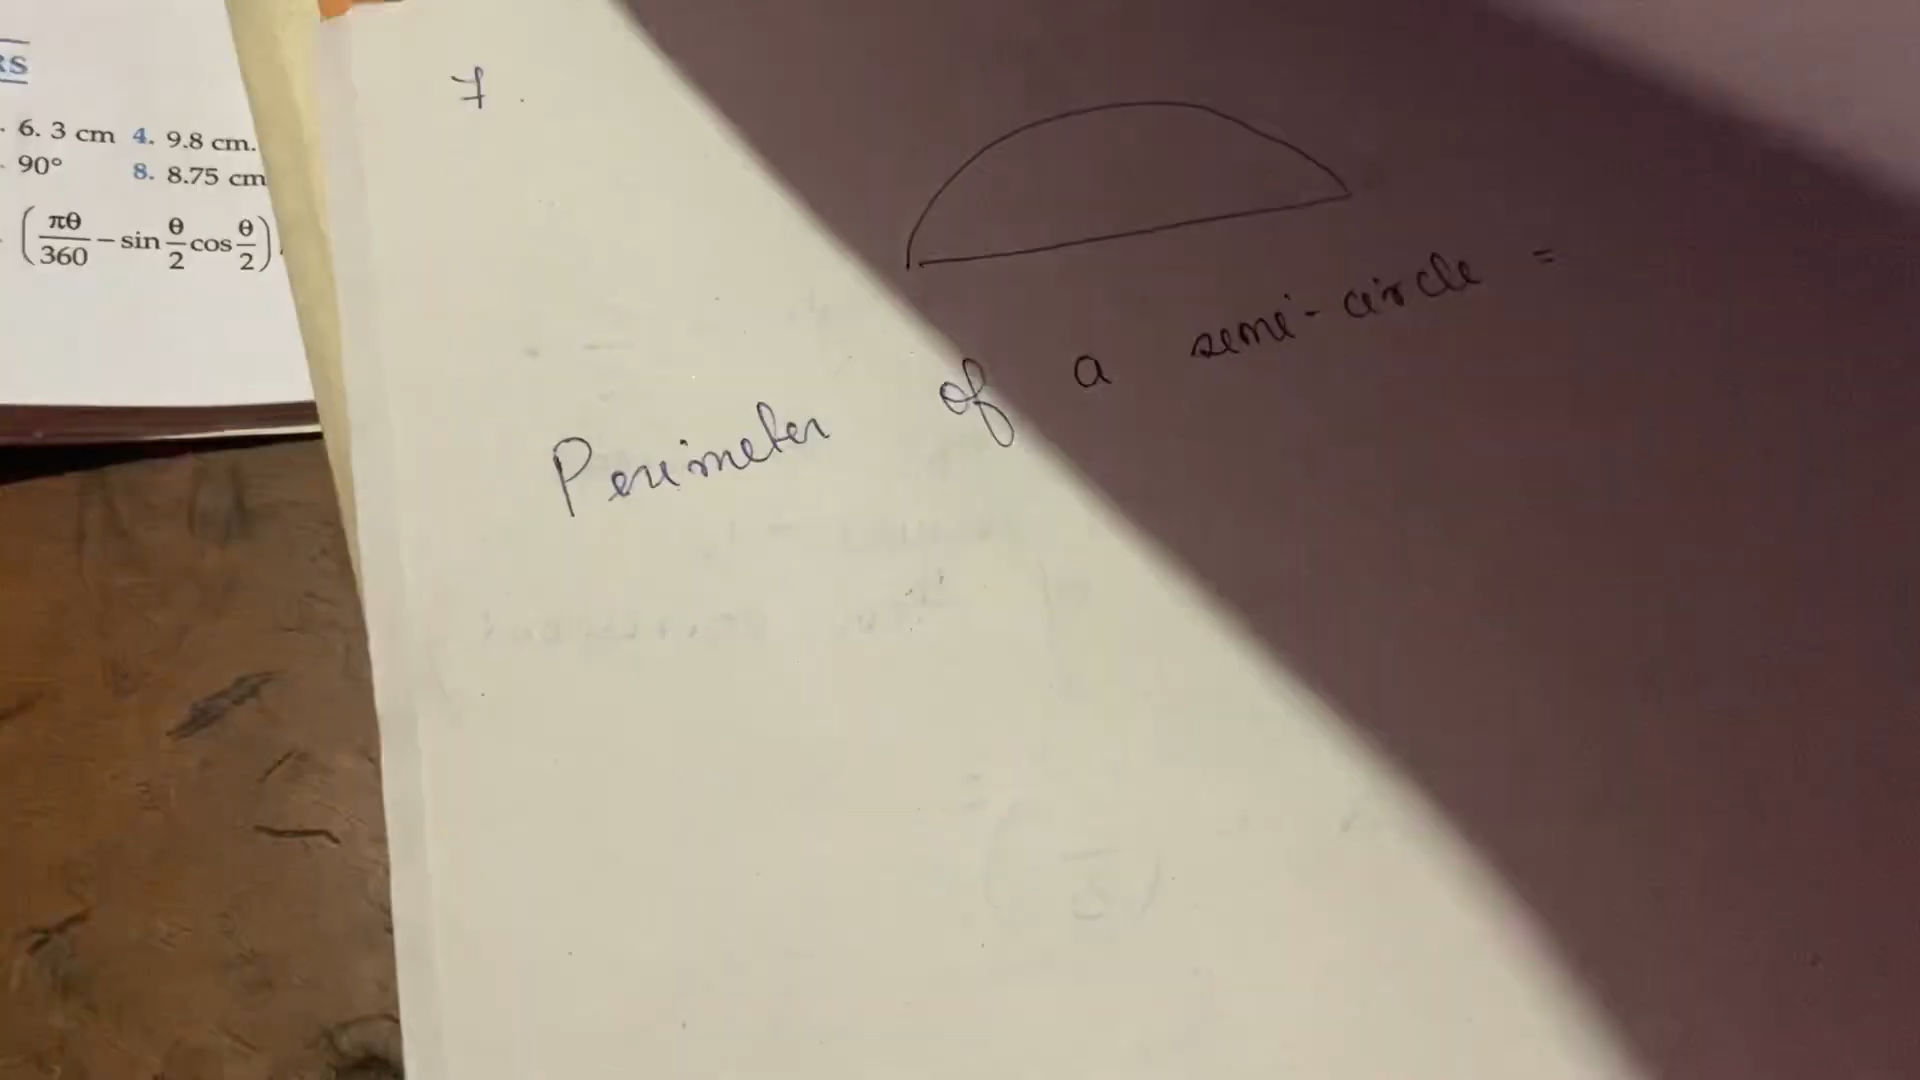 RS
6. 3 cm 4. 9.8 cm.
90° 8. 8.75 cm
(πθ/360 − sin θ/2 cos θ/2)
7.
Perimeter of a semi-circle =